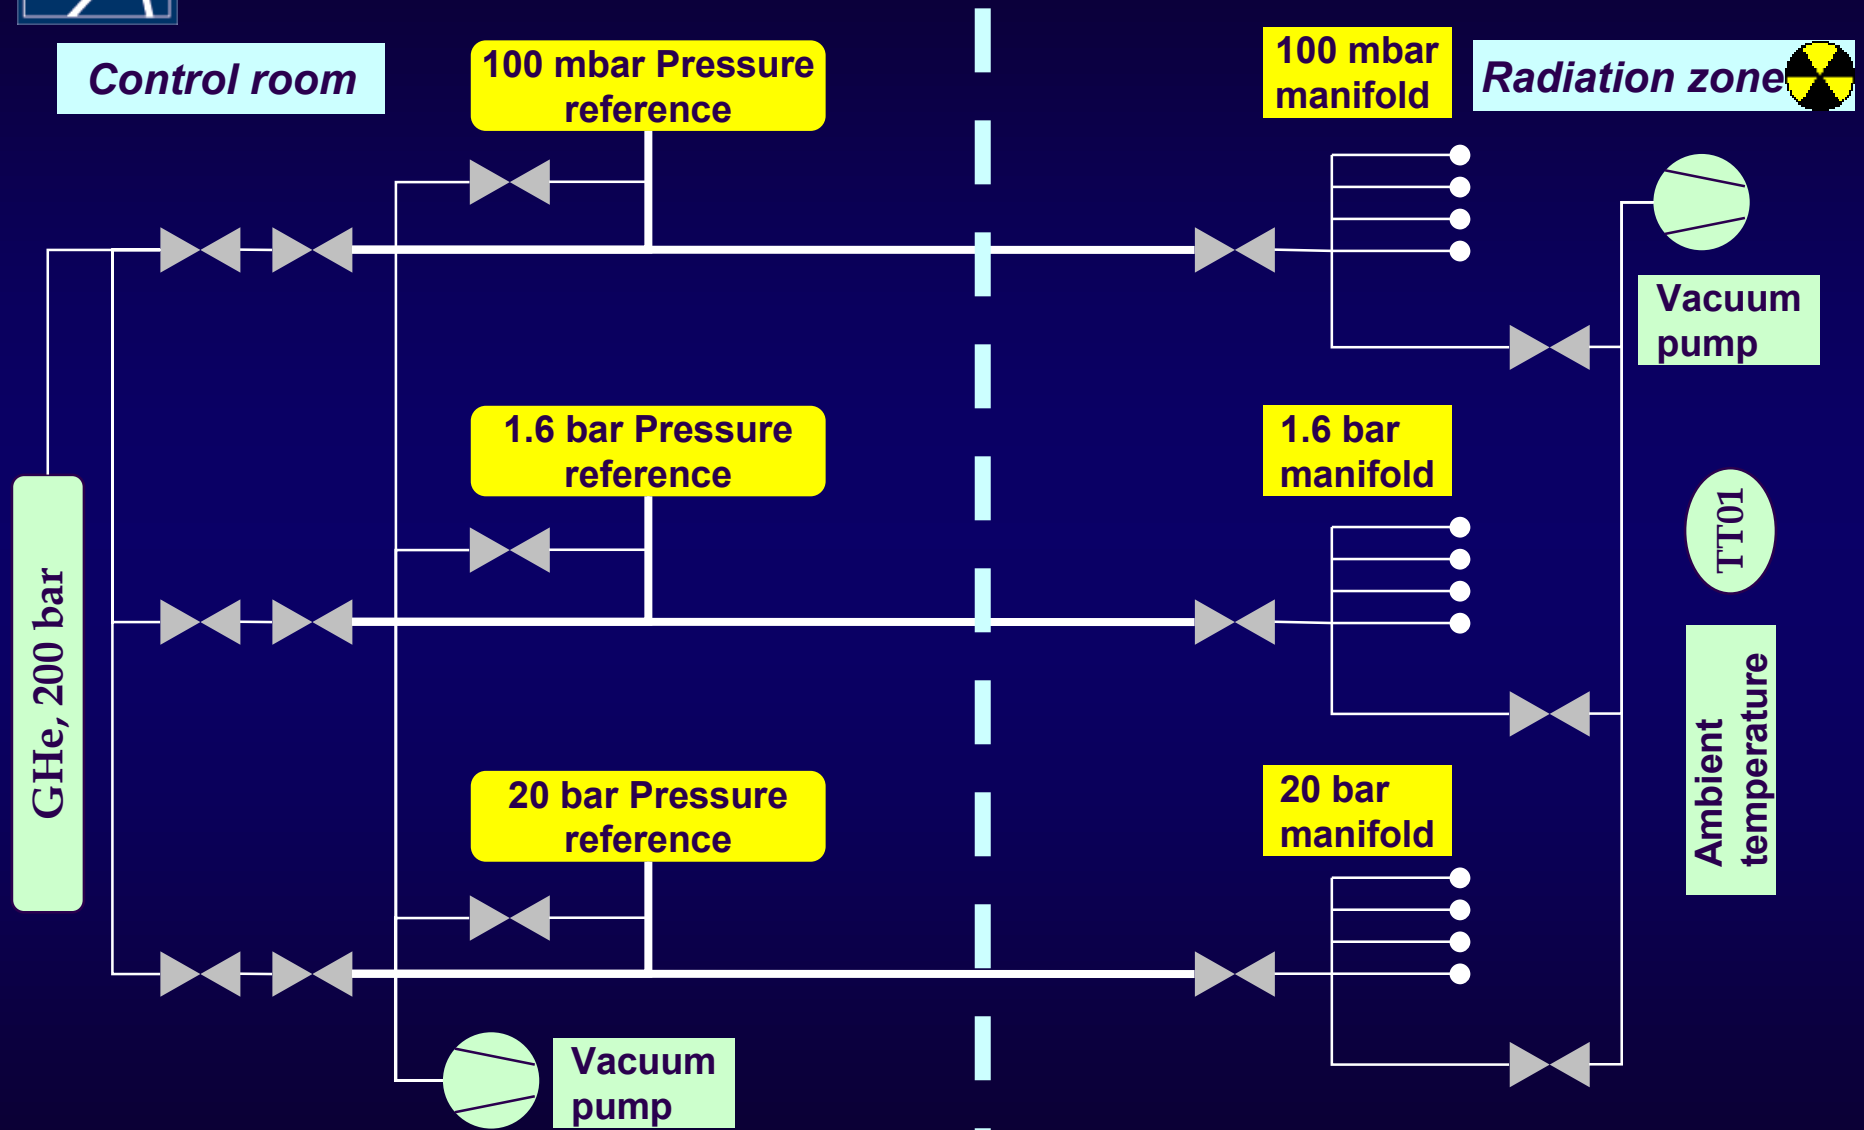 Control room
100 mbar Pressure
reference
100 mbar
manifold
Radiation zone
Vacuum
pump
1.6 bar Pressure
reference
1.6 bar
manifold
TT01
GHe, 200 bar
Ambient
temperature
20 bar Pressure
reference
20 bar
manifold
Vacuum
pump